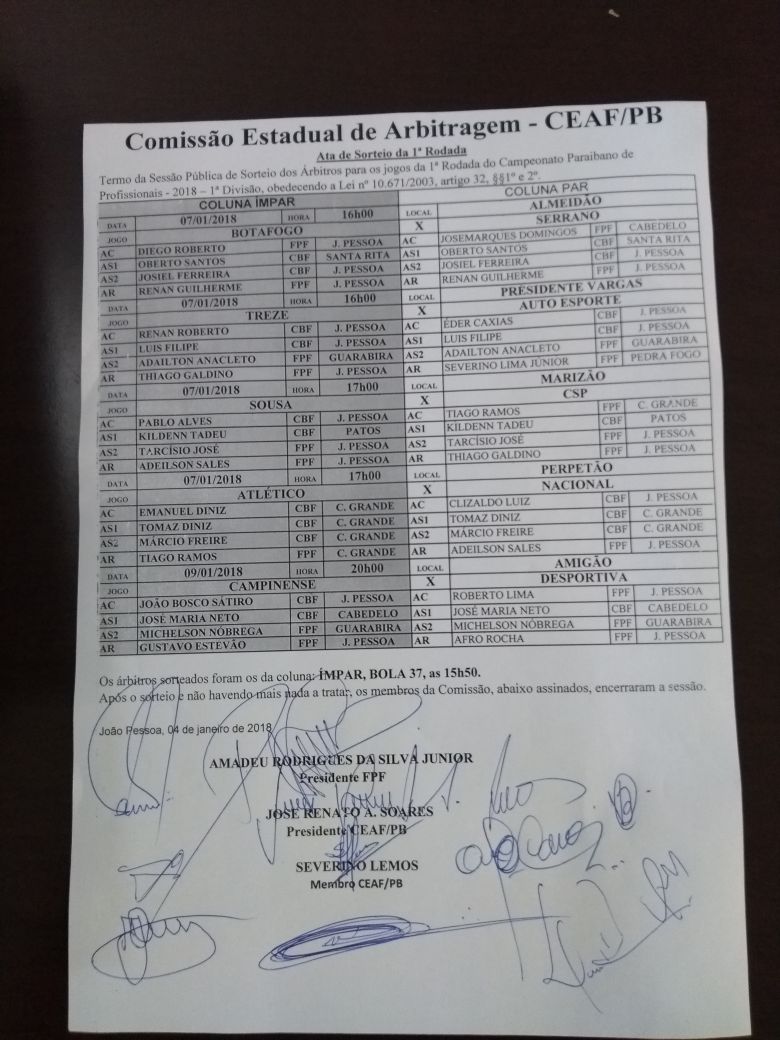 Comissão Estadual de Arbitragem - CEAF/PB
Ata de Sorteio da 1ª Rodada
Termo da Sessão Pública de Sorteio dos Árbitros para os jogos da 1ª Rodada do Campeonato Paraibano de
Profissionais - 2018 – 1ª Divisão, obedecendo a Lei nº 10.671/2003, artigo 32, §§1º e 2º.
COLUNA ÍMPAR COLUNA PAR
DATA 07/01/2018 HORA 16h00 LOCAL ALMEIDÃO
JOGO BOTAFOGO X SERRANO
AC DIEGO ROBERTO FPF J. PESSOA AC JOSEMARQUES DOMINGOS FPF CABEDELO
AS1 OBERTO SANTOS CBF SANTA RITA AS1 OBERTO SANTOS CBF SANTA RITA
AS2 JOSIEL FERREIRA FPF J. PESSOA AS2 JOSIEL FERREIRA FPF J. PESSOA
AR RENAN GUILHERME FPF J. PESSOA AR RENAN GUILHERME FPF J. PESSOA
DATA 07/01/2018 HORA 16h00 LOCAL PRESIDENTE VARGAS
JOGO TREZE X AUTO ESPORTE
AC RENAN ROBERTO CBF J. PESSOA AC ÉDER CAXIAS CBF J. PESSOA
AS1 LUIS FILIPE CBF J. PESSOA AS1 LUIS FILIPE CBF J. PESSOA
AS2 ADAILTON ANACLETO FPF GUARABIRA AS2 ADAILTON ANACLETO FPF GUARABIRA
AR THIAGO GALDINO FPF J. PESSOA AR SEVERINO LIMA JÚNIOR FPF PEDRA FOGO
DATA 07/01/2018 HORA 17h00 LOCAL MARIZÃO
JOGO SOUSA X CSP
AC PABLO ALVES CBF J. PESSOA AC TIAGO RAMOS FPF C. GRANDE
AS1 KILDENN TADEU CBF PATOS AS1 KILDENN TADEU CBF PATOS
AS2 TARCÍSIO JOSÉ FPF J. PESSOA AS2 TARCÍSIO JOSÉ FPF J. PESSOA
AR ADEILSON SALES FPF J. PESSOA AR THIAGO GALDINO FPF J. PESSOA
DATA 07/01/2018 HORA 17h00 LOCAL PERPETÃO
JOGO ATLÉTICO X NACIONAL
AC EMANUEL DINIZ CBF C. GRANDE AC CLIZALDO LUIZ CBF J. PESSOA
AS1 TOMAZ DINIZ CBF C. GRANDE AS1 TOMAZ DINIZ CBF C. GRANDE
AS2 MÁRCIO FREIRE CBF C. GRANDE AS2 MÁRCIO FREIRE CBF C. GRANDE
AR TIAGO RAMOS FPF C. GRANDE AR ADEILSON SALES FPF J. PESSOA
DATA 09/01/2018 HORA 20h00 LOCAL AMIGÃO
JOGO CAMPINENSE X DESPORTIVA
AC JOÃO BOSCO SÁTIRO CBF J. PESSOA AC ROBERTO LIMA FPF J. PESSOA
AS1 JOSÉ MARIA NETO CBF CABEDELO AS1 JOSÉ MARIA NETO CBF CABEDELO
AS2 MICHELSON NÓBREGA FPF GUARABIRA AS2 MICHELSON NÓBREGA FPF GUARABIRA
AR GUSTAVO ESTEVÃO FPF J. PESSOA AR AFRO ROCHA FPF J. PESSOA
Os árbitros sorteados foram os da coluna: ÍMPAR, BOLA 37, as 15h50.
Após o sorteio e não havendo mais nada a tratar, os membros da Comissão, abaixo assinados, encerraram a sessão.
João Pessoa, 04 de janeiro de 2018
AMADEU RODRIGUES DA SILVA JUNIOR
Presidente FPF
JOSÉ RENATO A. SOARES
Presidente CEAF/PB
SEVERINO LEMOS
Membro CEAF/PB